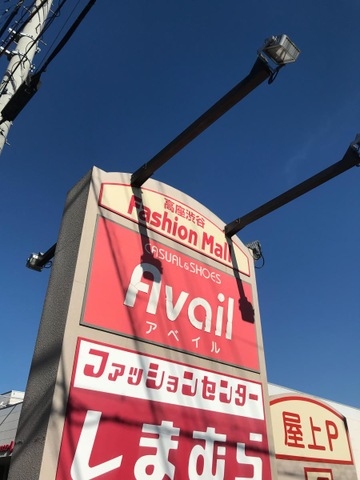 高座渋谷
Fashion Mall
CASUAL&SHOES
Avail
アベイル
ファッションセンター
しまむら
屋上P